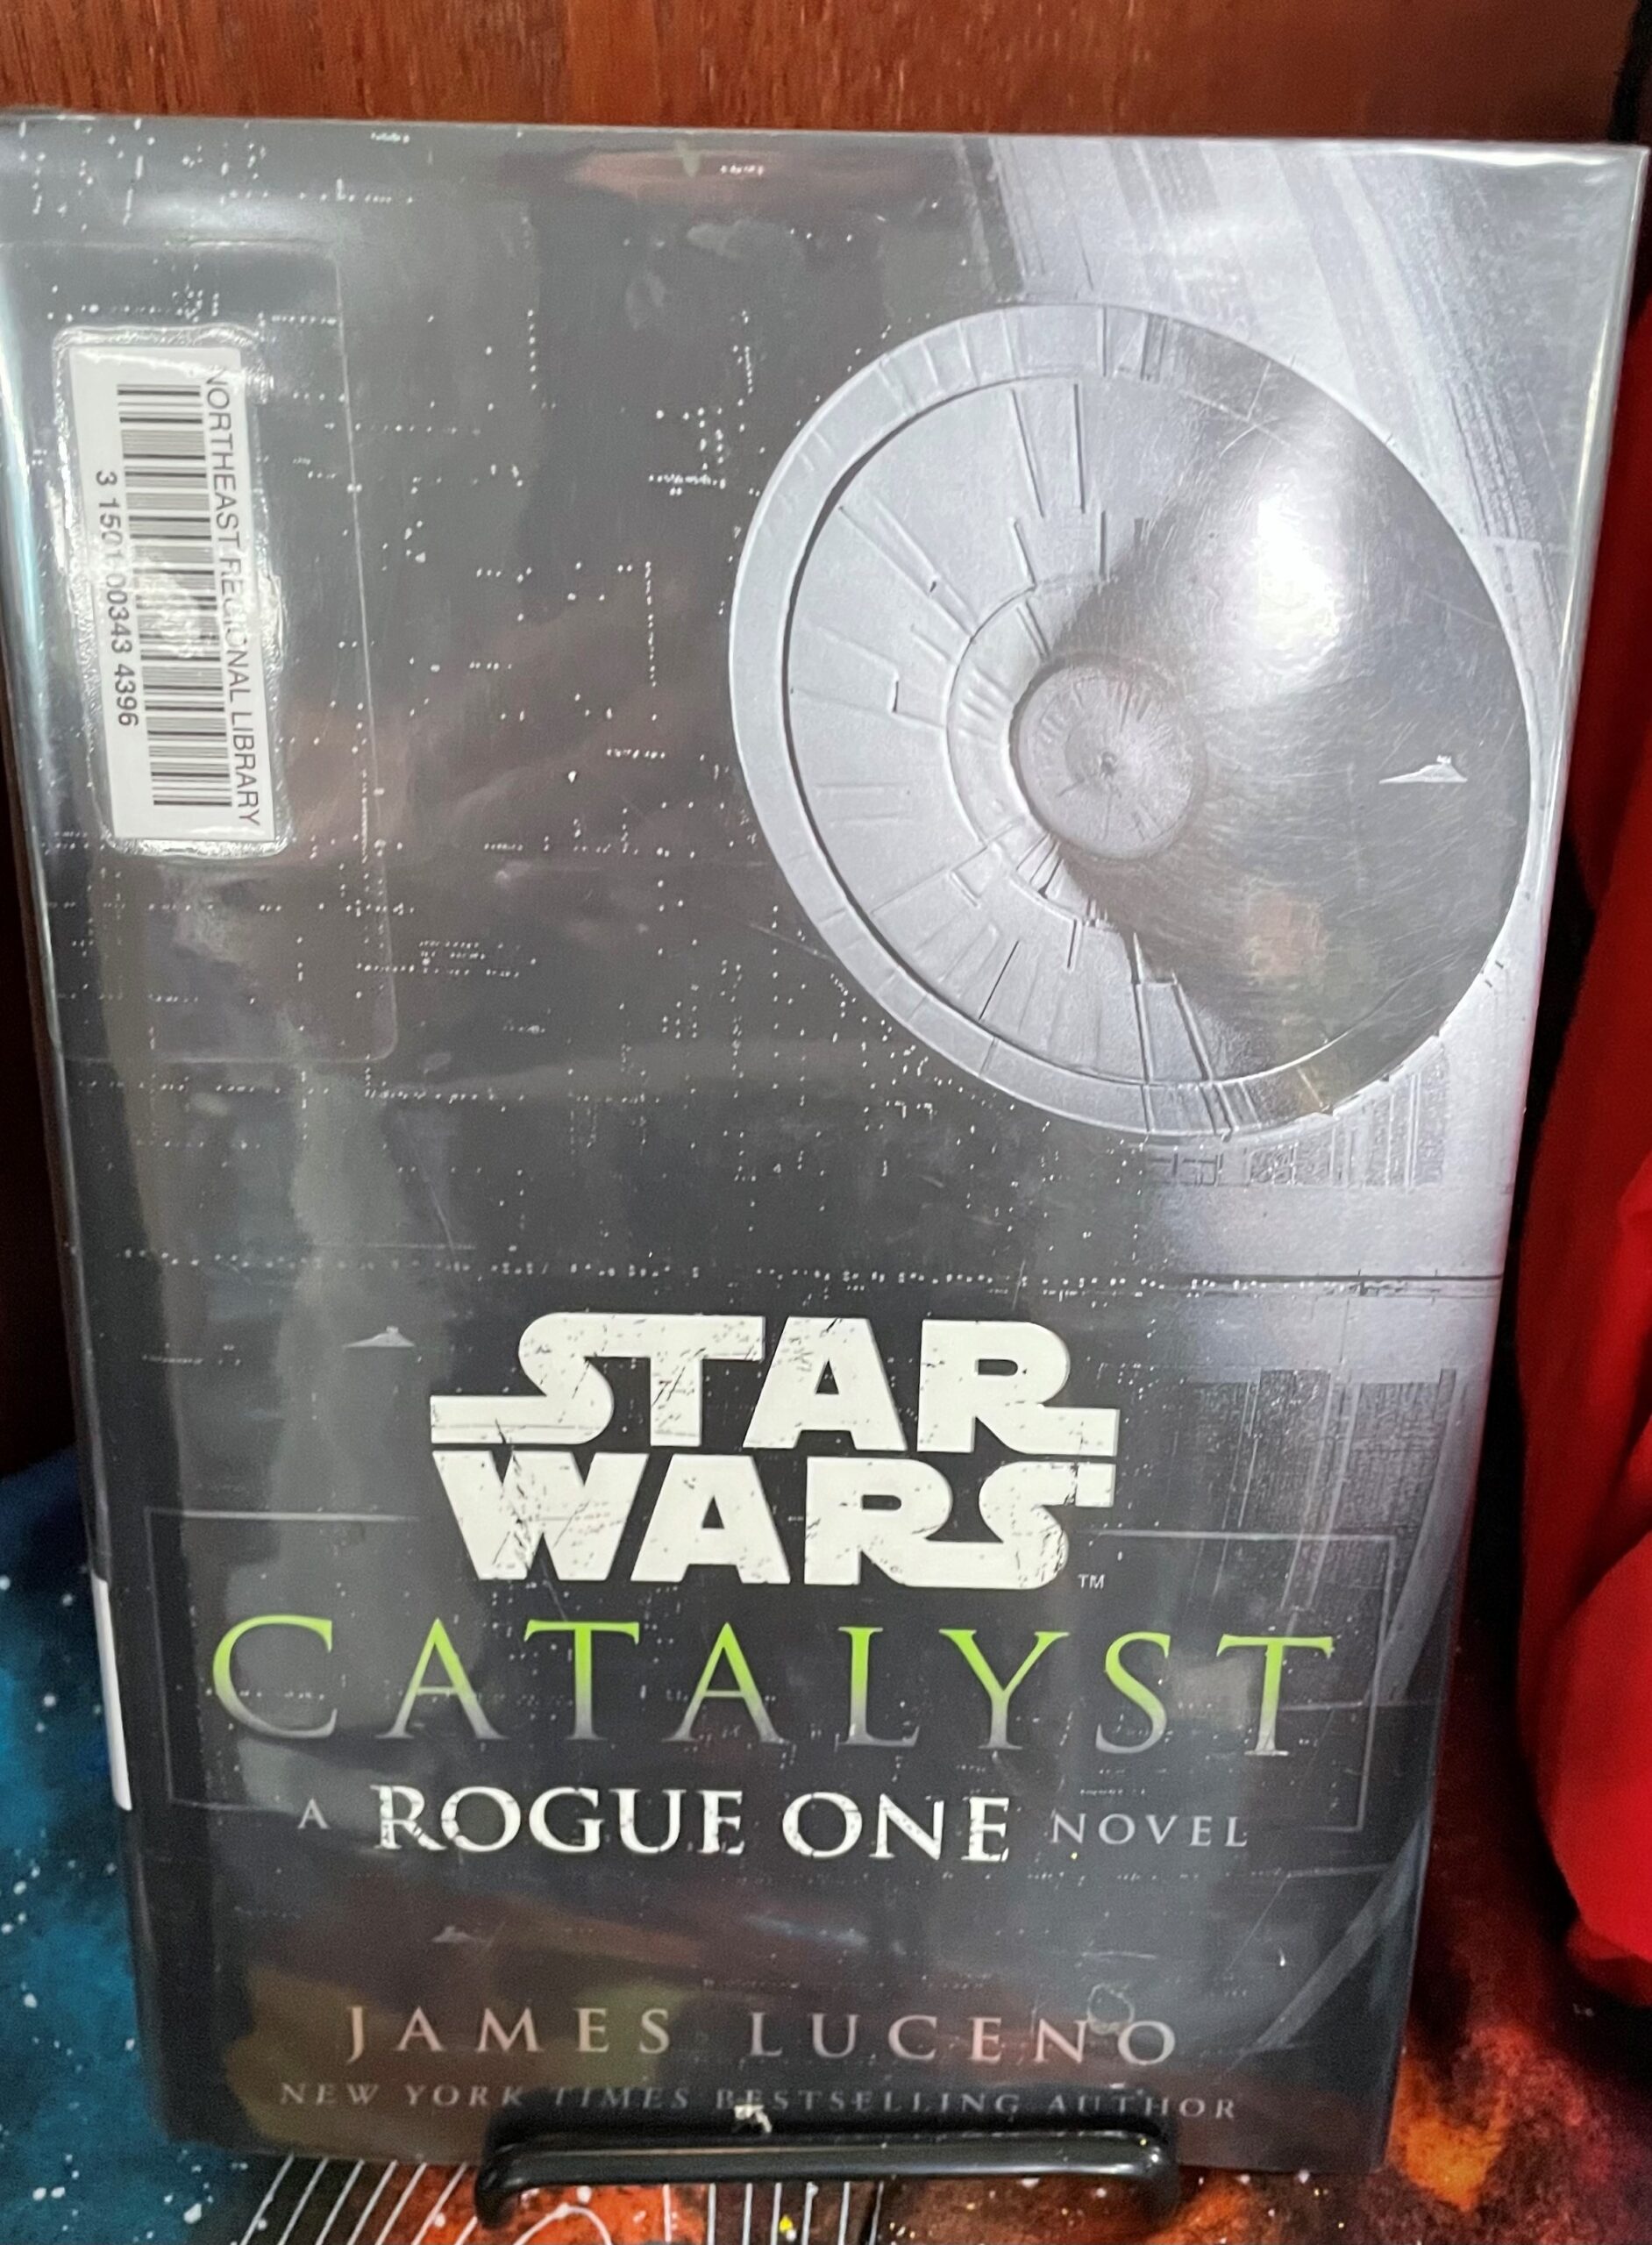 NORTHEAST REGIONAL LIBRARY
3 1501 00343 4396
STAR
WARS™
CATALYST
A ROGUE ONE NOVEL
JAMES LUCENO
NEW YORK TIMES BESTSELLING AUTHOR